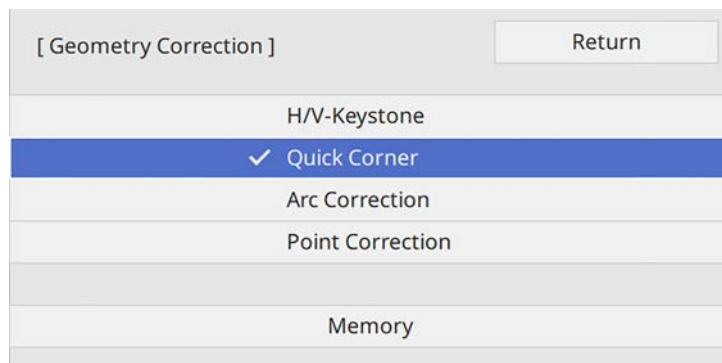 [ Geometry Correction ]
Return
H/V-Keystone
Quick Corner
Arc Correction
Point Correction
Memory